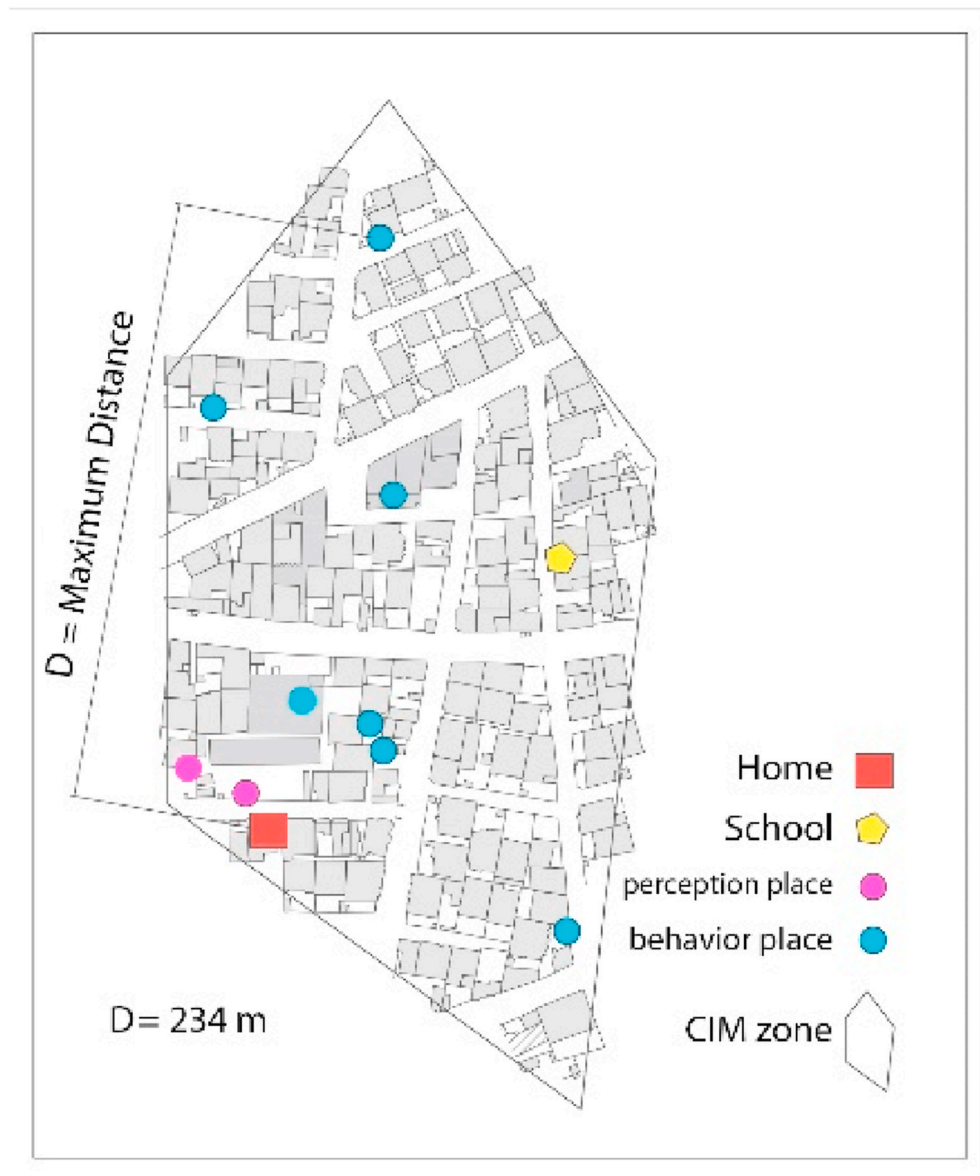 D = Maximum Distance
Home
School
perception place
behavior place
CIM zone
D= 234 m